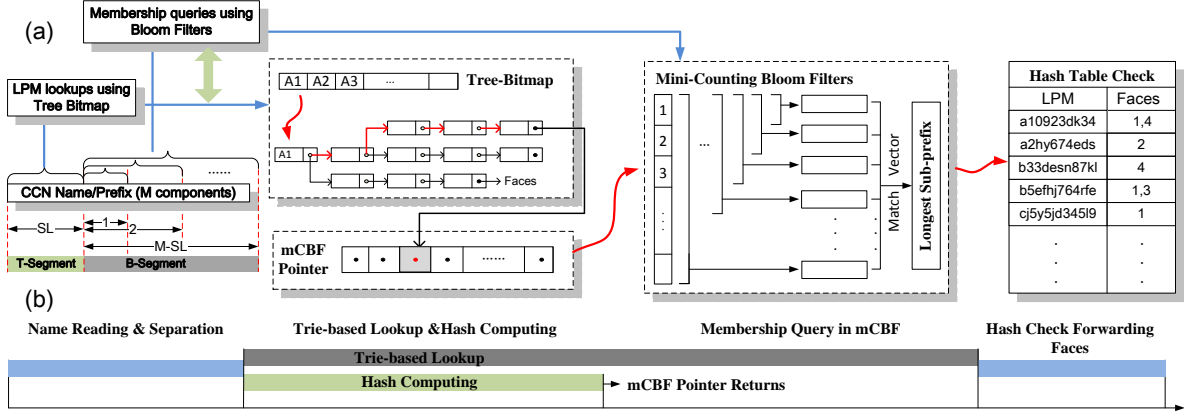 (a)
Membership queries using
Bloom Filters
LPM lookups using
Tree Bitmap
......
CCN Name/Prefix (M components)
SL
1
2
M-SL
T-Segment
B-Segment
A1 A2 A3 ...
Tree-Bitmap
A1
Faces
mCBF
Pointer
......
Mini-Counting Bloom Filters
1
2
3
...
Match Vector
Longest Sub-prefix
Hash Table Check
LPM Faces
a10923dk34 1,4
a2hy674eds 2
b33desn87kl 4
b5efhj764rfe 1,3
cj5y5jd345l9 1
(b)
Name Reading & Separation
Trie-based Lookup &Hash Computing
Membership Query in mCBF
Hash Check Forwarding
Faces
Trie-based Lookup
Hash Computing
mCBF Pointer Returns